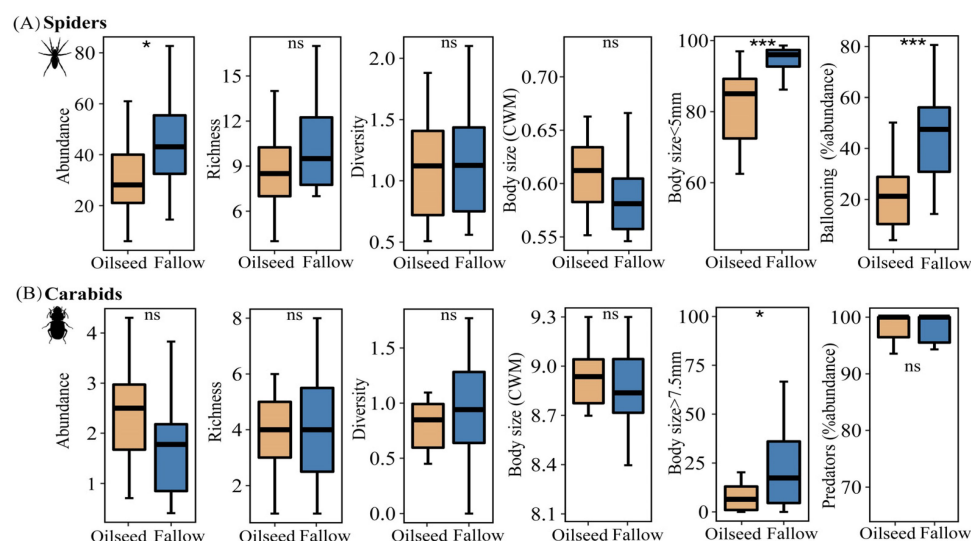 (A) Spiders
Abundance
80
60
40
20
*
Oilseed Fallow
Richness
15
12
9
6
ns
Oilseed Fallow
Diversity
2.0
1.5
1.0
0.5
ns
Oilseed Fallow
Body size (CWM)
0.70
0.65
0.60
0.55
ns
Oilseed Fallow
Body size<5mm
100
80
60
***
Oilseed Fallow
Ballooning (%abundance)
80
60
40
20
***
Oilseed Fallow
(B) Carabids
Abundance
4
3
2
1
ns
Oilseed Fallow
Richness
8
6
4
2
ns
Oilseed Fallow
Diversity
1.5
1.0
0.5
0.0
ns
Oilseed Fallow
Body size (CWM)
9.3
9.0
8.7
8.4
8.1
ns
Oilseed Fallow
Body size>7.5mm
100
75
50
25
0
*
Oilseed Fallow
Predators (%abundance)
100
90
80
70
ns
Oilseed Fallow